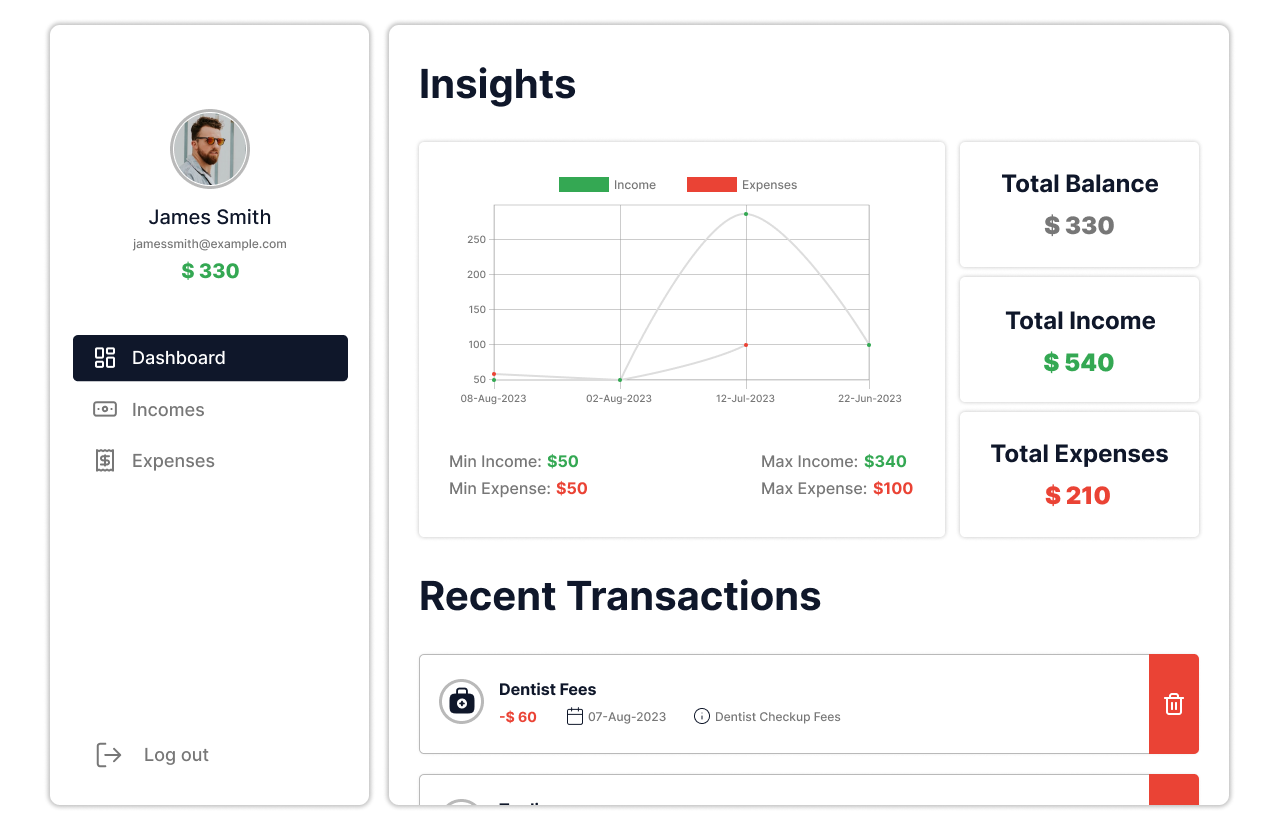 James Smith
jamessmith@example.com
$ 330
Dashboard
Incomes
Expenses
Log out
Insights
Income Expenses
250
200
150
100
50
08-Aug-2023 02-Aug-2023 12-Jul-2023 22-Jun-2023
Min Income: $50 Max Income: $340
Min Expense: $50 Max Expense: $100
Total Balance
$ 330
Total Income
$ 540
Total Expenses
$ 210
Recent Transactions
Dentist Fees
-$ 60 07-Aug-2023 Dentist Checkup Fees